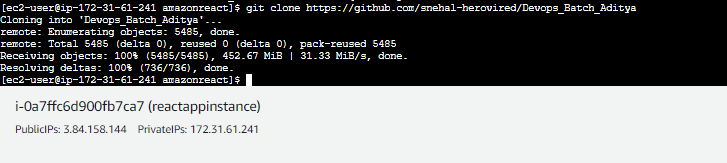 [ec2-user@ip-172-31-61-241 amazonreact]$ git clone https://github.com/snehal-herovired/Devops_Batch_Aditya
Cloning into 'Devops_Batch_Aditya'...
remote: Enumerating objects: 5485, done.
remote: Total 5485 (delta 0), reused 0 (delta 0), pack-reused 5485
Receiving objects: 100% (5485/5485), 452.67 MiB | 31.33 MiB/s, done.
Resolving deltas: 100% (736/736), done.
[ec2-user@ip-172-31-61-241 amazonreact]$
i-0a7ffc6d900fb7ca7 (reactappinstance)
PublicIPs: 3.84.158.144 PrivateIPs: 172.31.61.241